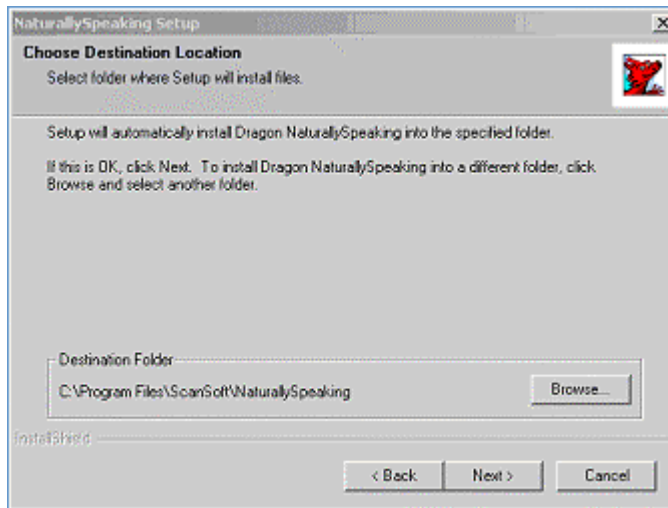 NaturallySpeaking Setup
Choose Destination Location
Select folder where Setup will install files.
Setup will automatically install Dragon NaturallySpeaking into the specified folder.
If this is OK, click Next. To install Dragon NaturallySpeaking into a different folder, click
Browse and select another folder.
Destination Folder
C:\Program Files\ScanSoft\NaturallySpeaking
Browse...
InstallShield
< Back
Next >
Cancel